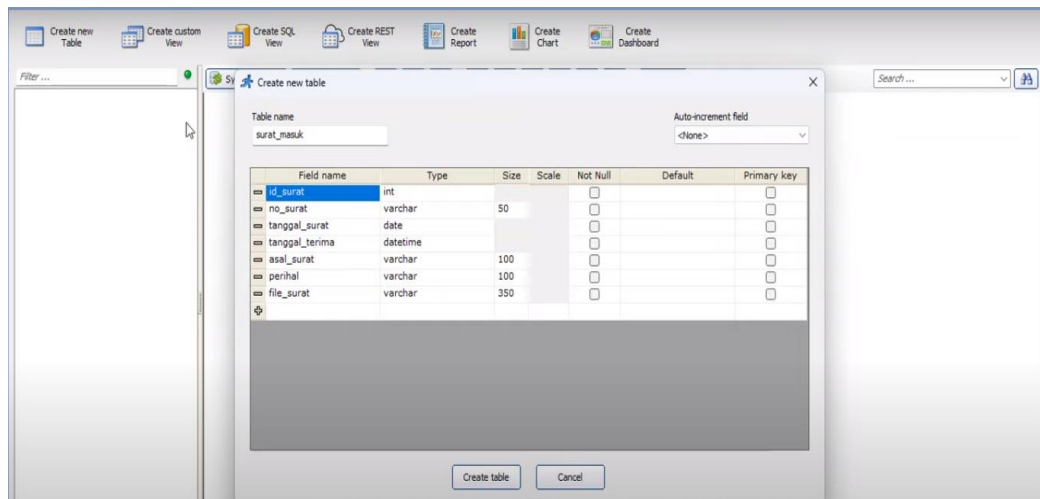 Create new
Table
Create custom
View
Create SQL
View
Create REST
View
Create
Report
Create
Chart
Create
Dashboard
Filter ...
Sy
Create new table
Search ...
Table name
Auto-increment field
surat_masuk
<None>
Field name Type Size Scale Not Null Default Primary key
id_surat int
no_surat varchar 50
tanggal_surat date
tanggal_terima datetime
asal_surat varchar 100
perihal varchar 100
file_surat varchar 350
Create table Cancel